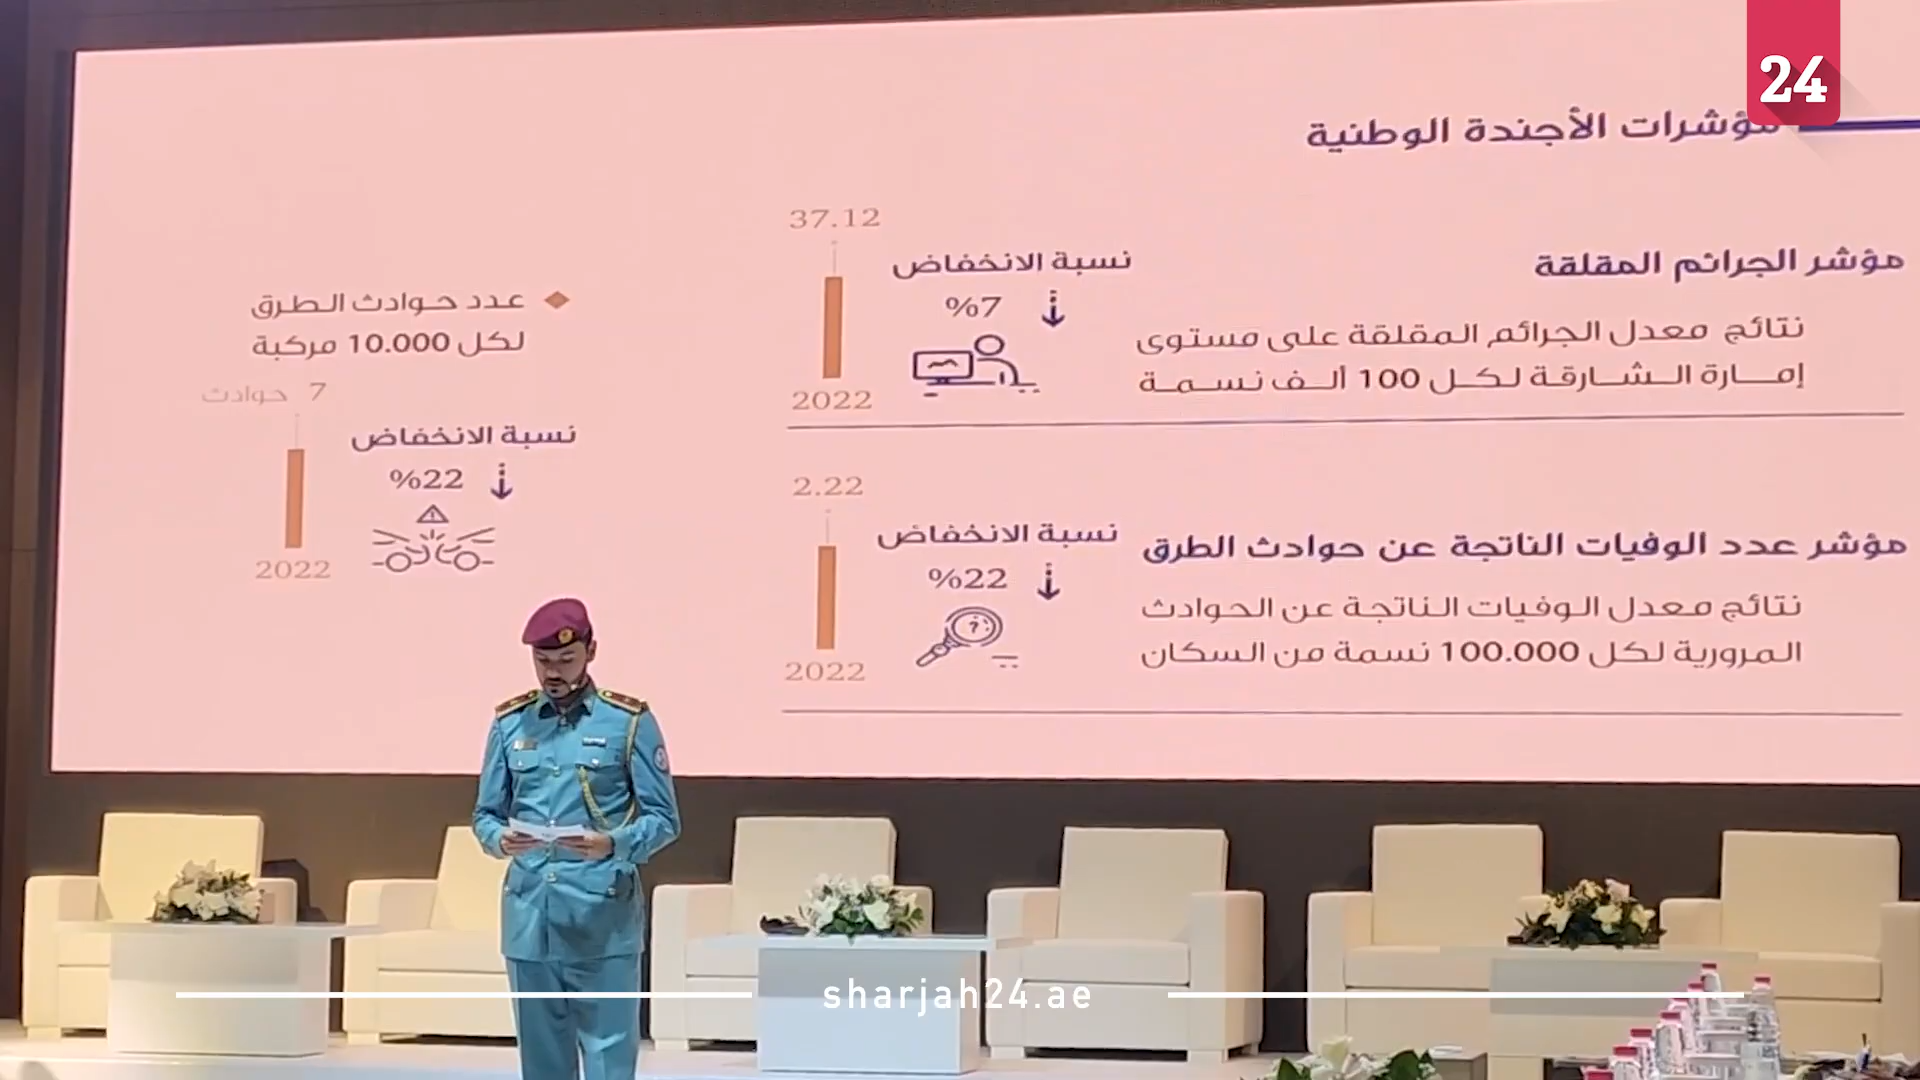 24
مؤشرات الأجندة الوطنية
مؤشر الجرائم المقلقة
نتائج معدل الجرائم المقلقة على مستوى
إمارة الشارقة لكل 100 ألف نسمة
نسبة الانخفاض
%7
37.12
2022
مؤشر عدد الوفيات الناتجة عن حوادث الطرق
نتائج معدل الوفيات الناتجة عن الحوادث
المرورية لكل 100.000 نسمة من السكان
نسبة الانخفاض
%22
2.22
2022
عدد حوادث الطرق
لكل 10.000 مركبة
7 حوادث
نسبة الانخفاض
%22
2022
sharjah24.ae